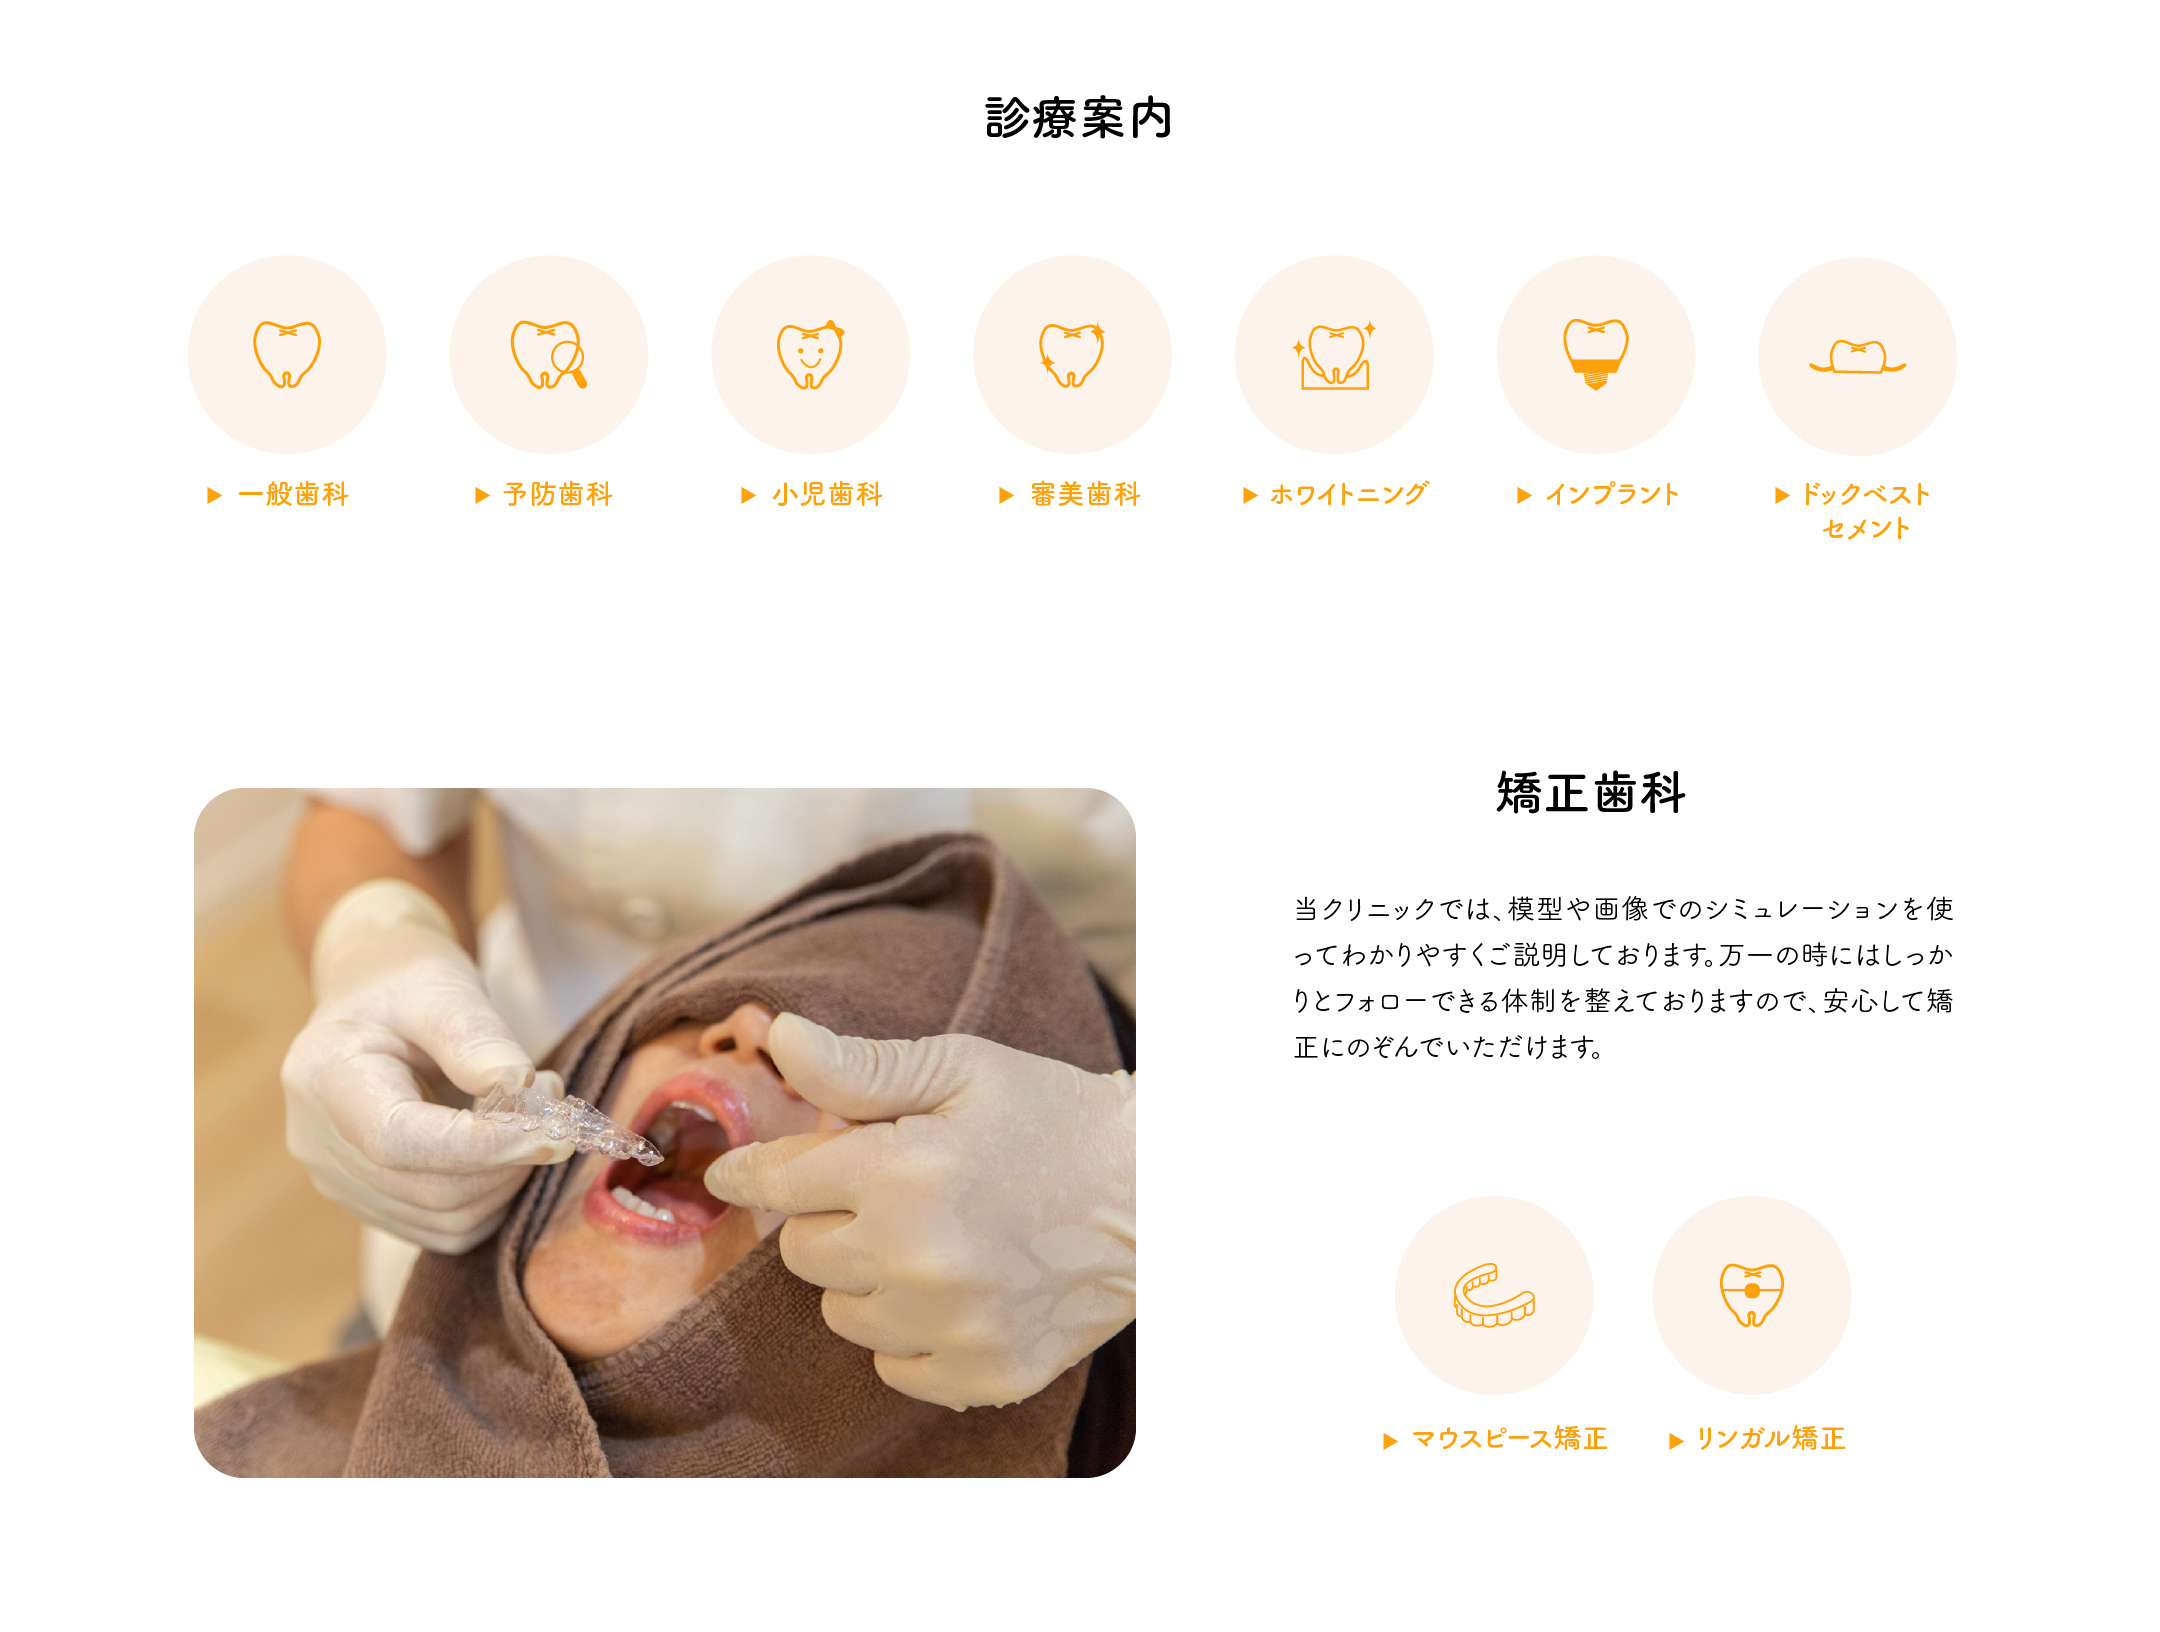 診療案内
▶ 一般歯科
▶ 予防歯科
▶ 小児歯科
▶ 審美歯科
▶ ホワイトニング
▶ インプラント
▶ ドックベスト
セメント
矯正歯科
当クリニックでは、模型や画像でのシミュレーションを使
ってわかりやすくご説明しております。万一の時にはしっか
りとフォローできる体制を整えておりますので、安心して矯
正にのぞんでいただけます。
▶ マウスピース矯正
▶ リンガル矯正